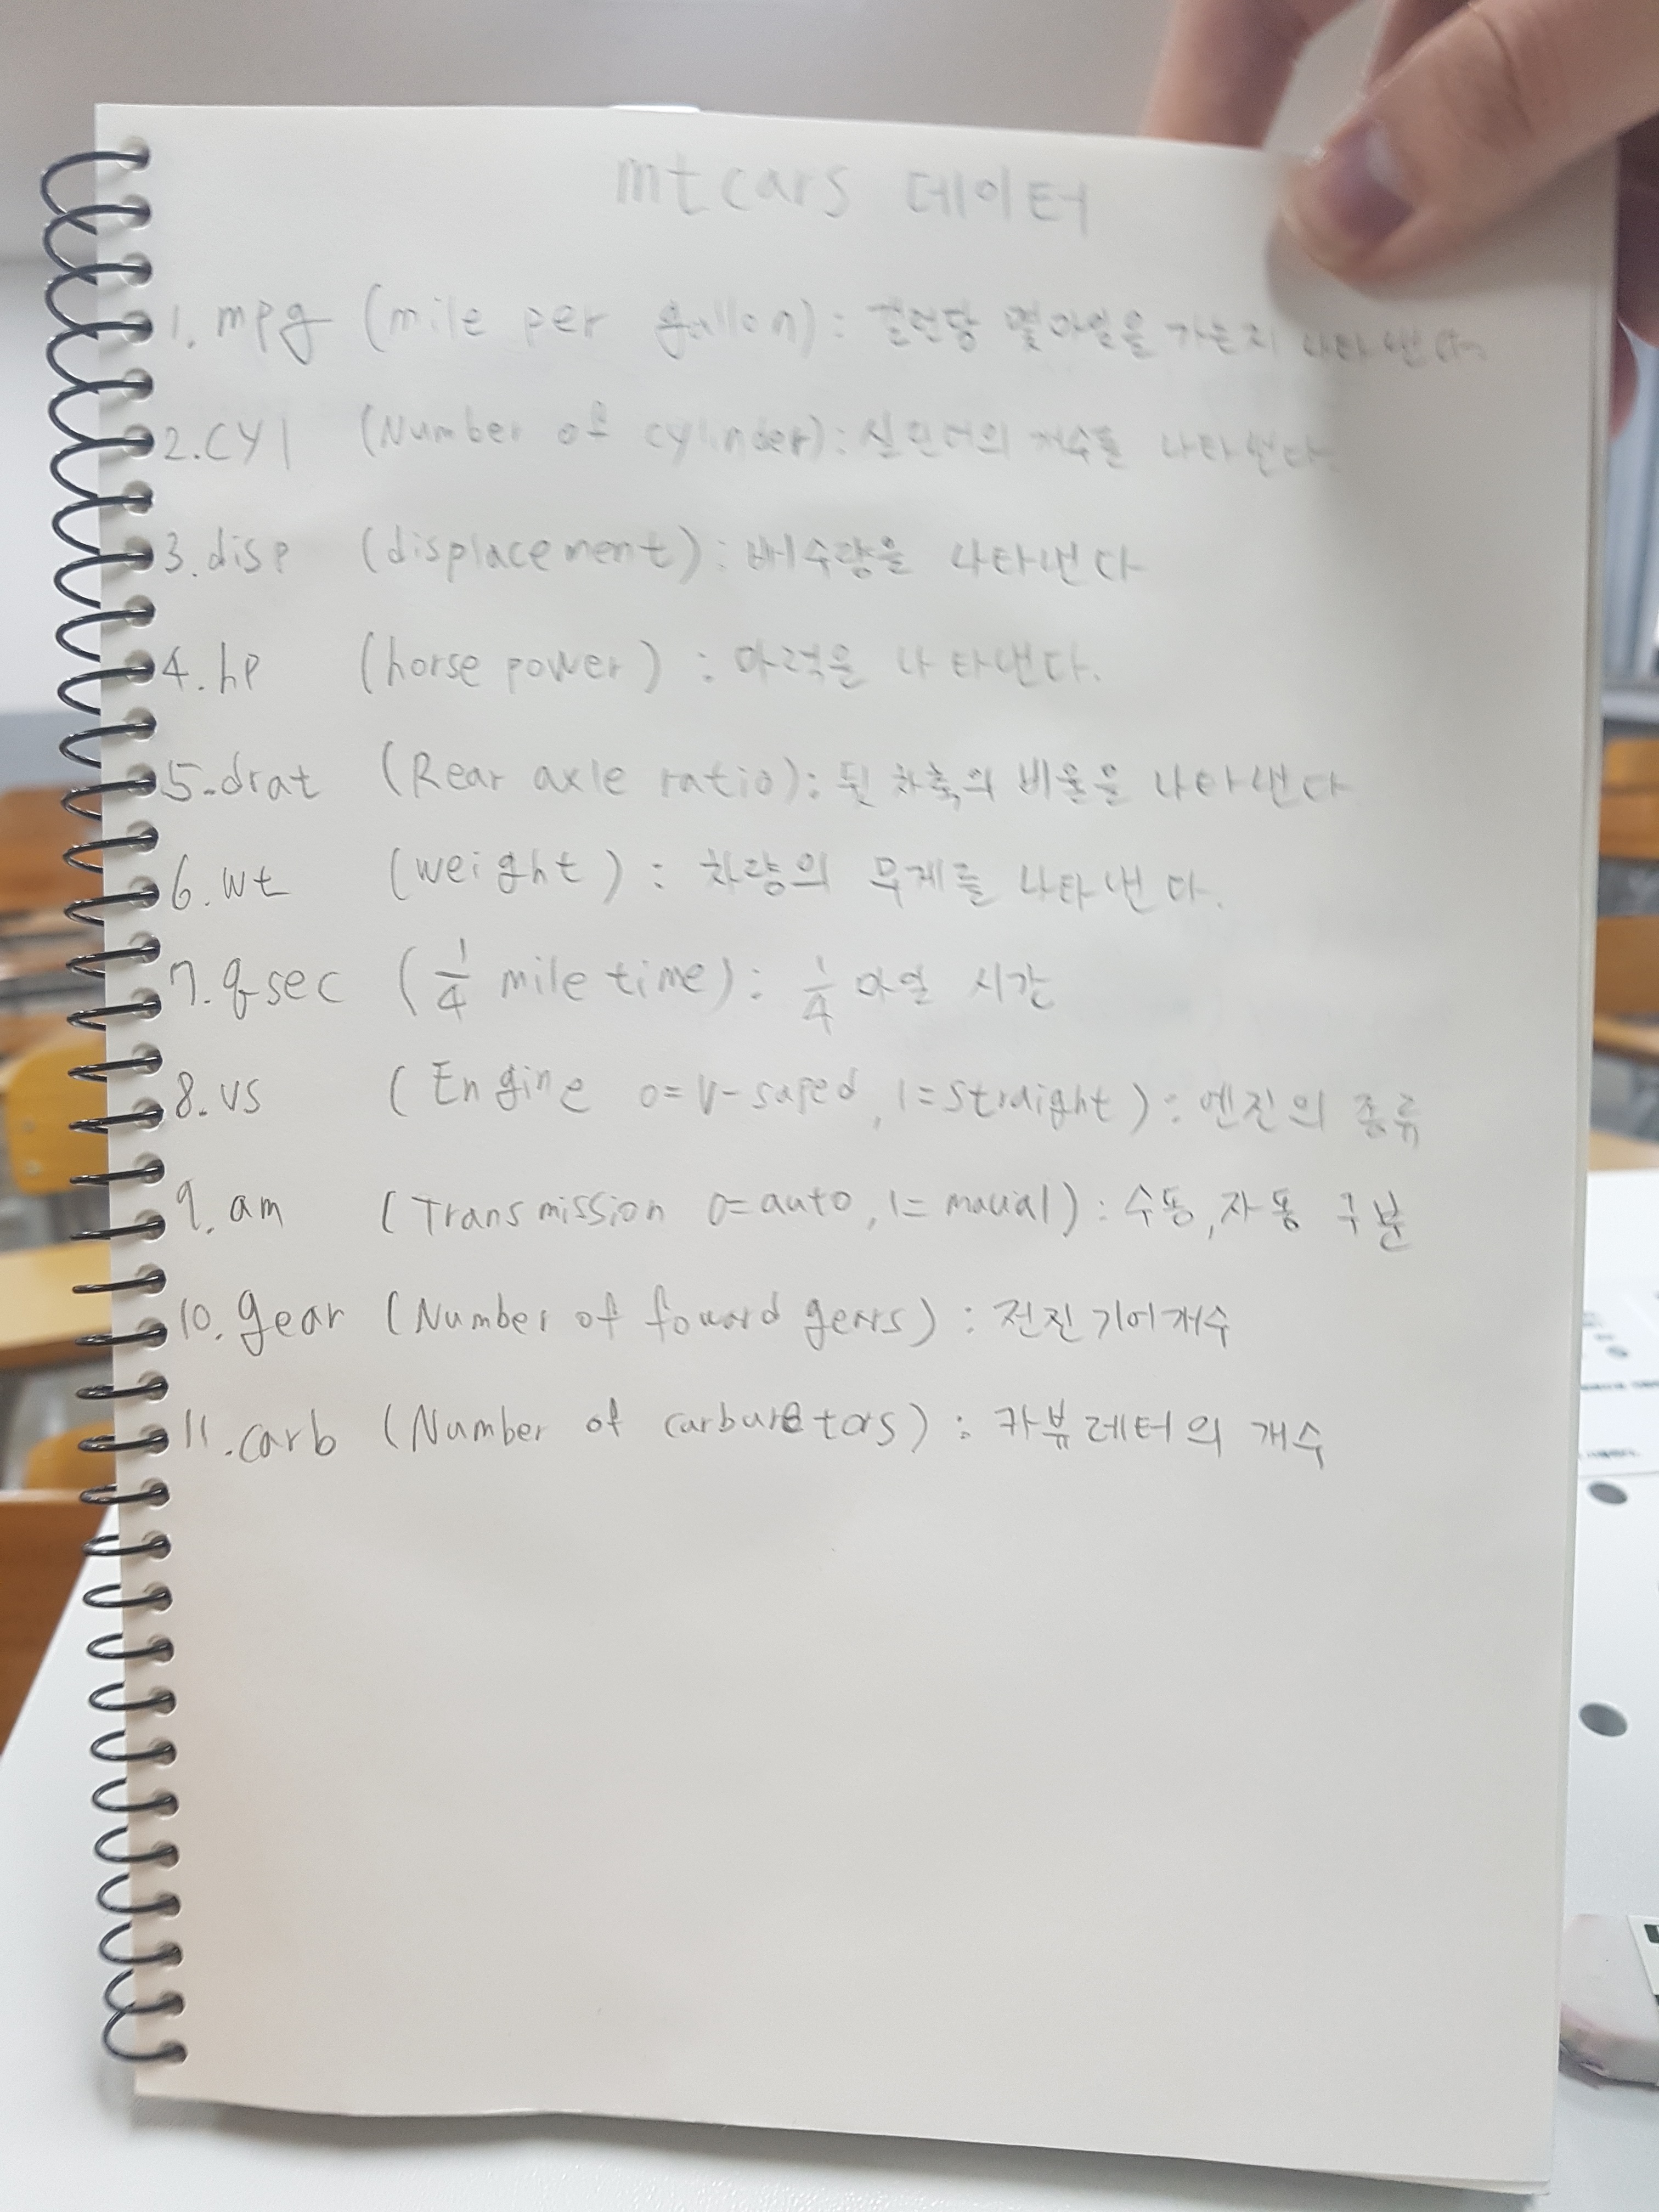 mtcars 데이터
1. mpg (mile per gallon) : 갤런당 몇마일을 가는지 나타낸다.
2. cyl (Number of cylinder) : 실린더의 개수를 나타낸다.
3. disp (displacement) : 배수량을 나타낸다
4. hp (horse power) : 마력을 나타낸다.
5. drat (Rear axle ratio) : 뒷 차축의 비율을 나타낸다
6. wt (weight) : 차량의 무게를 나타낸다.
7. qsec (1/4 mile time) : 1/4 마일 시간
8. vs (Engine 0=V-saped, 1=straight) : 엔진의 종류
9. am (Transmission 0=auto, 1=maual) : 수동, 자동 구분
10. gear (Number of foward gears) : 전진기어개수
11. carb (Number of carburetors) : 카뷰레터의 개수